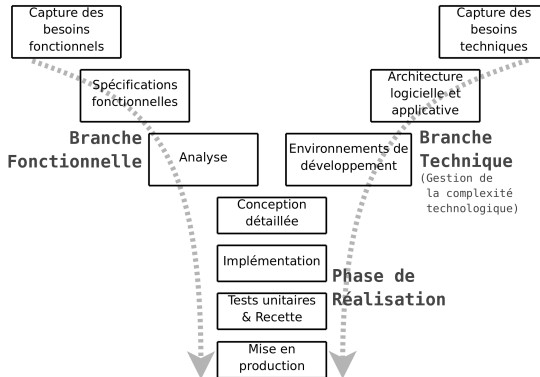 Capture des
besoins
fonctionnels
Capture des
besoins
techniques
Spécifications
fonctionnelles
Architecture
logicielle et
applicative
Branche
Fonctionnelle
Analyse
Environnements de
développement
Branche
Technique
(Gestion de
la complexité
technologique)
Conception
détaillée
Implémentation
Phase de
Réalisation
Tests unitaires
& Recette
Mise en
production